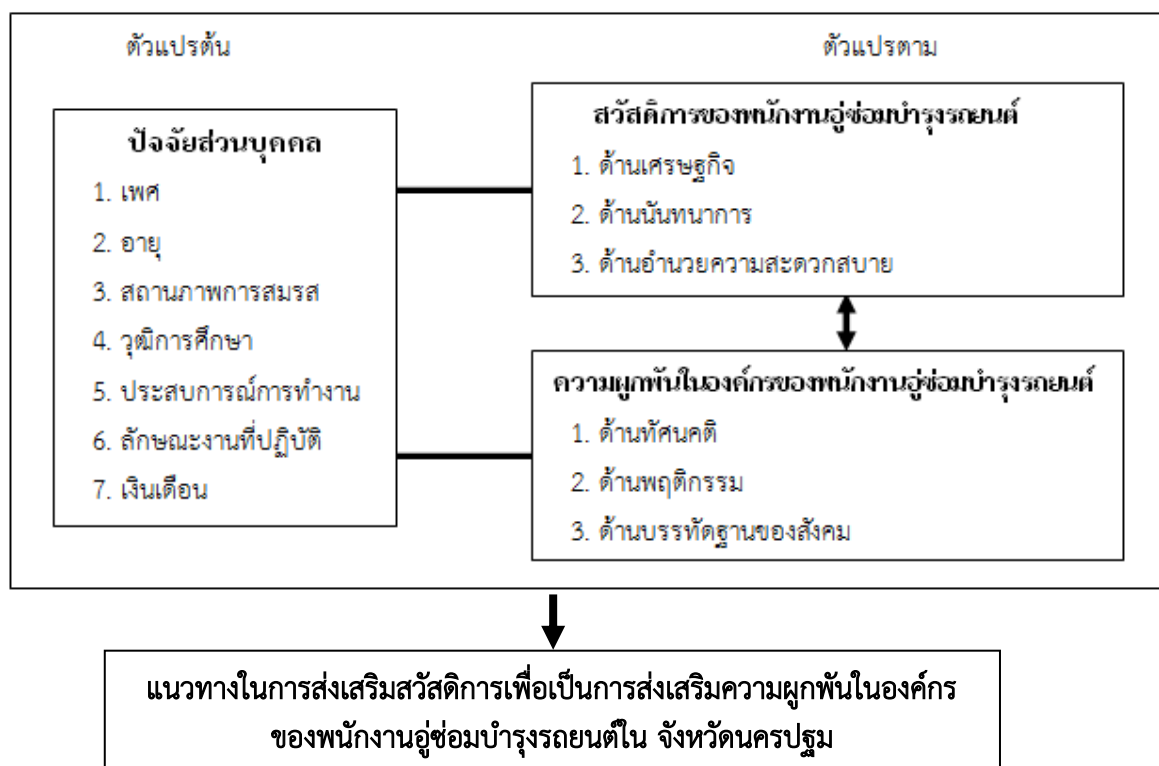 ตัวแปรต้น
ตัวแปรตาม
ปัจจัยส่วนบุคคล
1. เพศ
2. อายุ
3. สถานภาพการสมรส
4. วุฒิการศึกษา
5. ประสบการณ์การทำงาน
6. ลักษณะงานที่ปฏิบัติ
7. เงินเดือน
สวัสดิการของพนักงานอู่ซ่อมบำรุงรถยนต์
1. ด้านเศรษฐกิจ
2. ด้านนันทนาการ
3. ด้านอำนวยความสะดวกสบาย
ความผูกพันในองค์กรของพนักงานอู่ซ่อมบำรุงรถยนต์
1. ด้านทัศนคติ
2. ด้านพฤติกรรม
3. ด้านบรรทัดฐานของสังคม
แนวทางในการส่งเสริมสวัสดิการเพื่อเป็นการส่งเสริมความผูกพันในองค์กร
ของพนักงานอู่ซ่อมบำรุงรถยนต์ใน จังหวัดนครปฐม